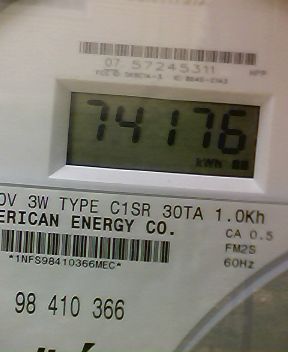 07 57245311
74176
kWh
0V 3W TYPE C1SR 30TA 1.0Kh
ERICAN ENERGY CO.
CA 0.5
FM2S
60Hz
*1NFS98410366MEC*
98 410 366